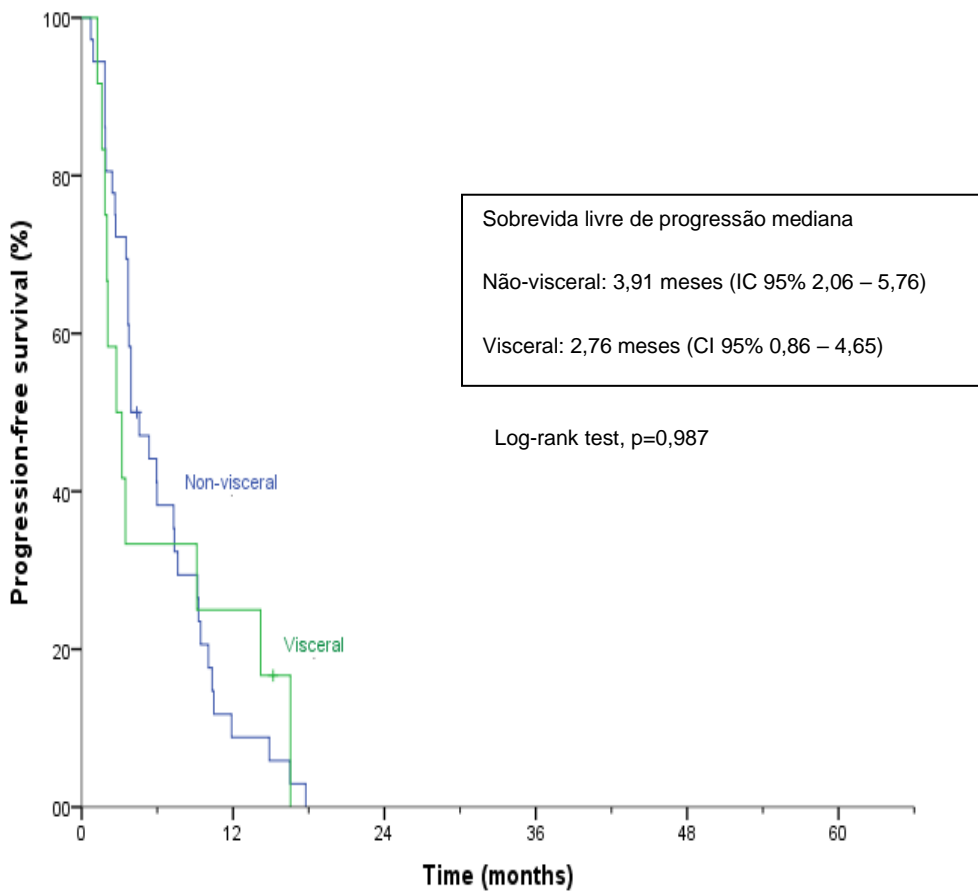 100
80
60
40
20
00
Progression-free survival (%)
Sobrevida livre de progressão mediana
Não-visceral: 3,91 meses (IC 95% 2,06 – 5,76)
Visceral: 2,76 meses (CI 95% 0,86 – 4,65)
Log-rank test, p=0,987
Non-visceral
Visceral
0 12 24 36 48 60
Time (months)